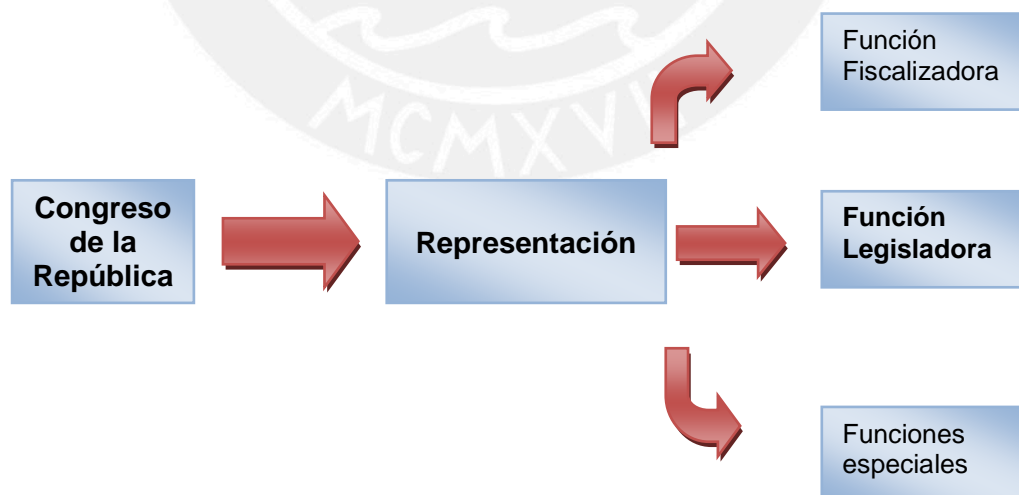 MCMXVII
Función
Fiscalizadora
Congreso
de la
República
Representación
Función
Legisladora
Funciones
especiales